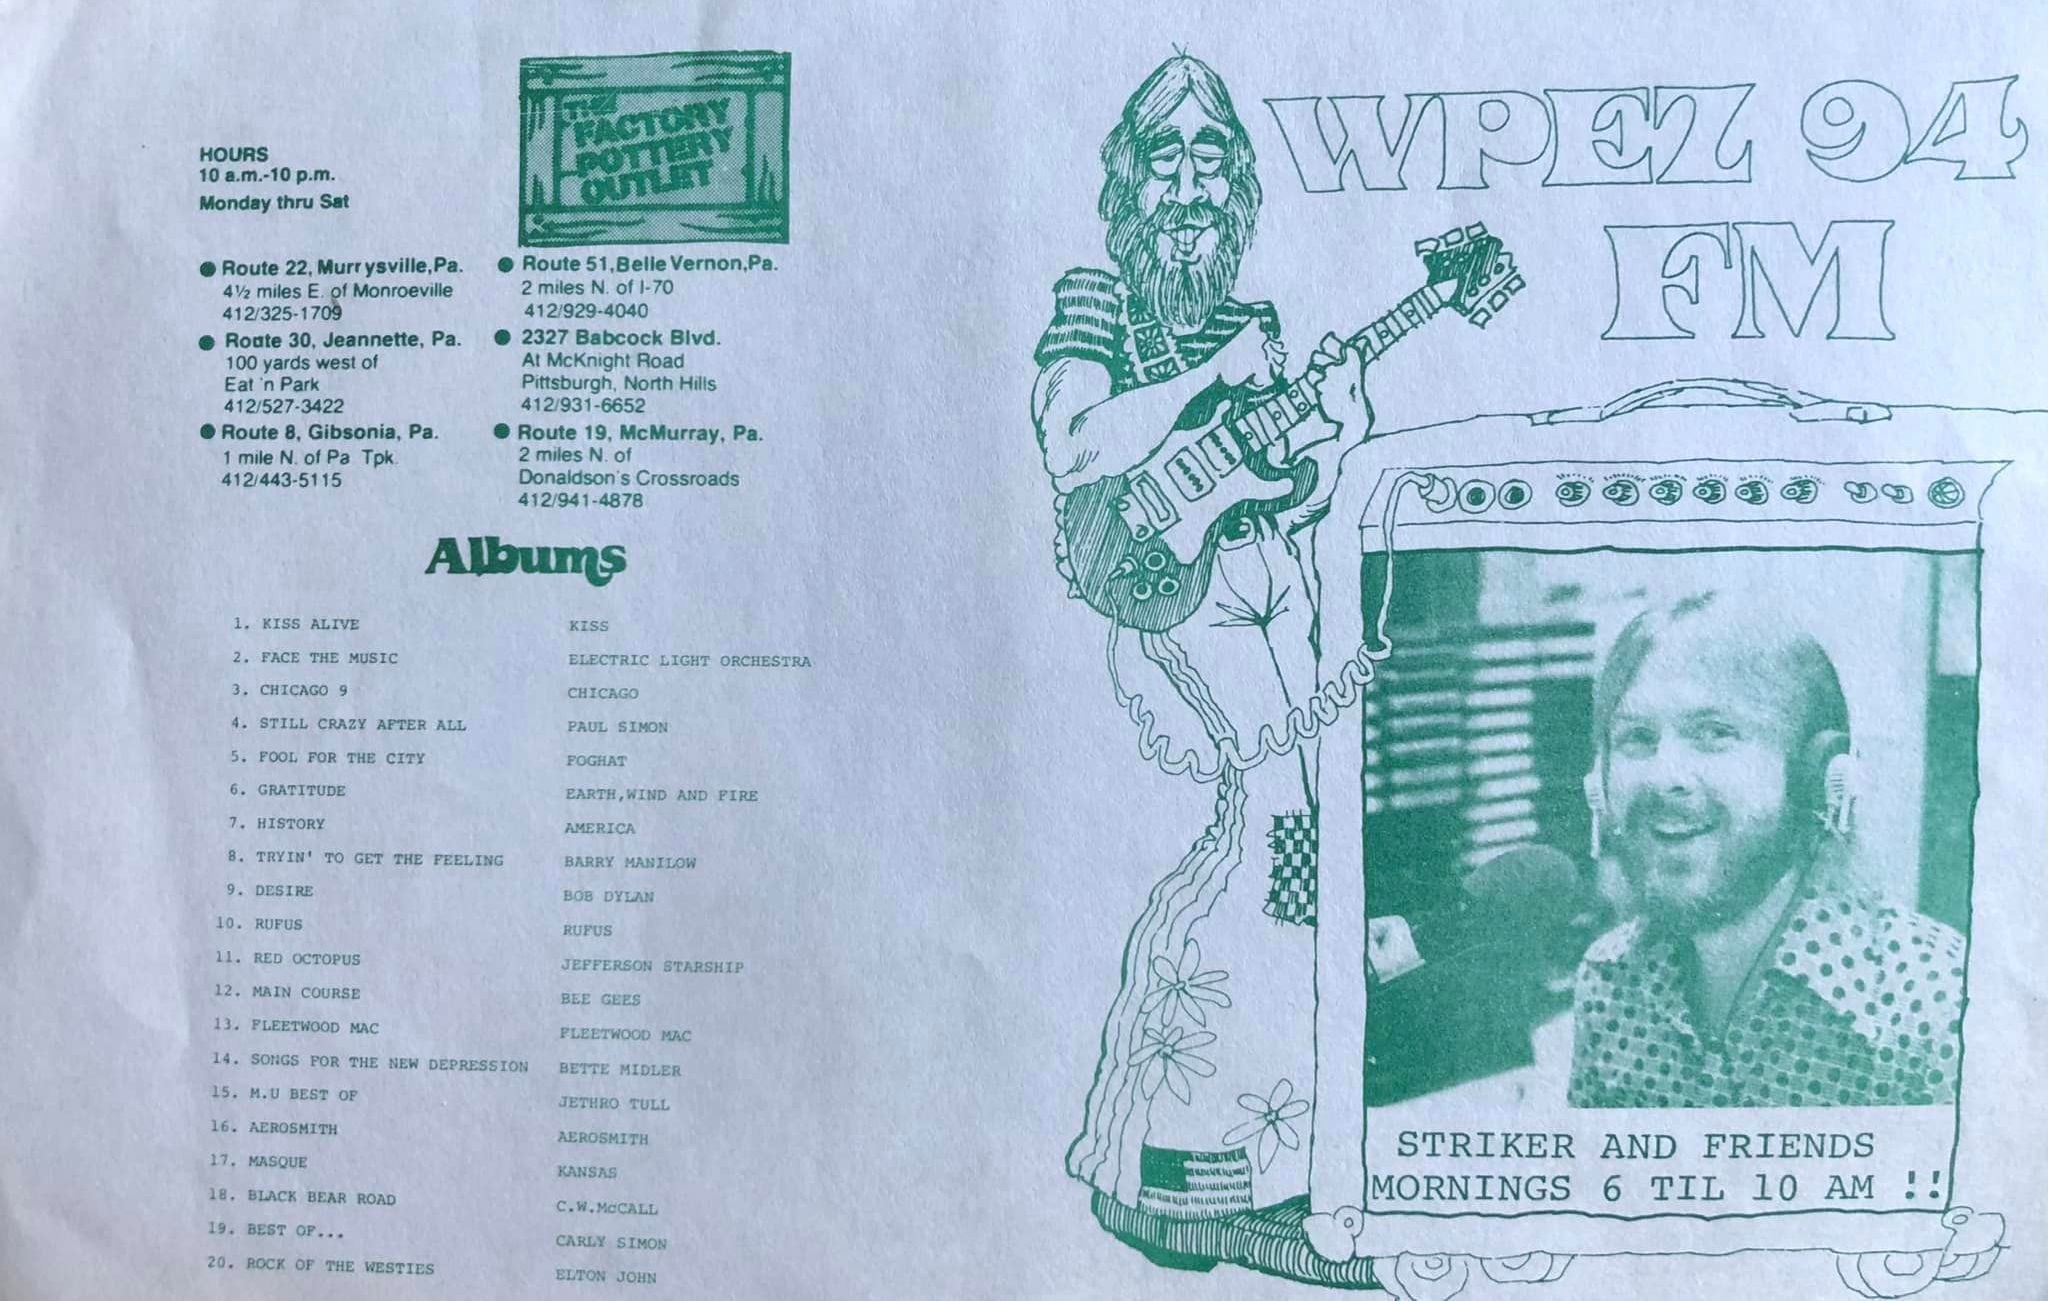 HOURS
10 a.m.-10 p.m.
Monday thru Sat
THE
FACTORY
POTTERY
OUTLET
● Route 22, Murrysville, Pa.
4½ miles E. of Monroeville
412/325-1709
● Route 30, Jeannette, Pa.
100 yards west of
Eat 'n Park
412/527-3422
● Route 8, Gibsonia, Pa.
1 mile N. of Pa Tpk.
412/443-5115
● Route 51, Belle Vernon, Pa.
2 miles N. of I-70
412/929-4040
● 2327 Babcock Blvd.
At McKnight Road
Pittsburgh, North Hills
412/931-6652
● Route 19, McMurray, Pa.
2 miles N. of
Donaldson's Crossroads
412/941-4878
Albums
1. KISS ALIVE KISS
2. FACE THE MUSIC ELECTRIC LIGHT ORCHESTRA
3. CHICAGO 9 CHICAGO
4. STILL CRAZY AFTER ALL PAUL SIMON
5. FOOL FOR THE CITY FOGHAT
6. GRATITUDE EARTH,WIND AND FIRE
7. HISTORY AMERICA
8. TRYIN' TO GET THE FEELING BARRY MANILOW
9. DESIRE BOB DYLAN
10. RUFUS RUFUS
11. RED OCTOPUS JEFFERSON STARSHIP
12. MAIN COURSE BEE GEES
13. FLEETWOOD MAC FLEETWOOD MAC
14. SONGS FOR THE NEW DEPRESSION BETTE MIDLER
15. M.U BEST OF JETHRO TULL
16. AEROSMITH AEROSMITH
17. MASQUE KANSAS
18. BLACK BEAR ROAD C.W.McCALL
19. BEST OF... CARLY SIMON
20. ROCK OF THE WESTIES ELTON JOHN
WPEZ 94
FM
STRIKER AND FRIENDS
MORNINGS 6 TIL 10 AM !!